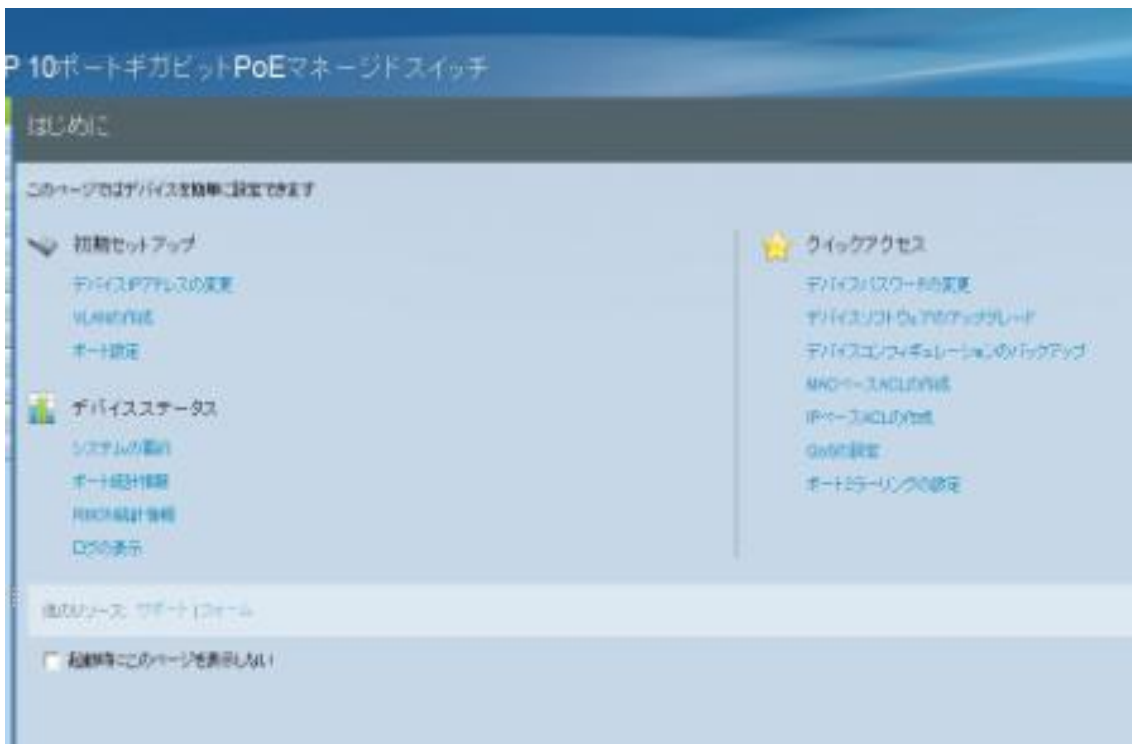 P 10ポートギガビットPoEマネージドスイッチ
はじめに
このページではデバイスを簡単に設定できます
初期セットアップ
デバイスIPアドレスの変更
VLANの作成
ポート設定
デバイスステータス
システムの要約
ポート統計情報
RMON統計情報
ログの表示
クイックアクセス
デバイスパスワードの変更
デバイスソフトウェアのアップグレード
デバイスコンフィギュレーションのバックアップ
MACベースACLの作成
IPベースACLの作成
QoSの設定
ポートミラーリングの設定
他のリソース: サポート | フォーム
起動時にこのページを表示しない